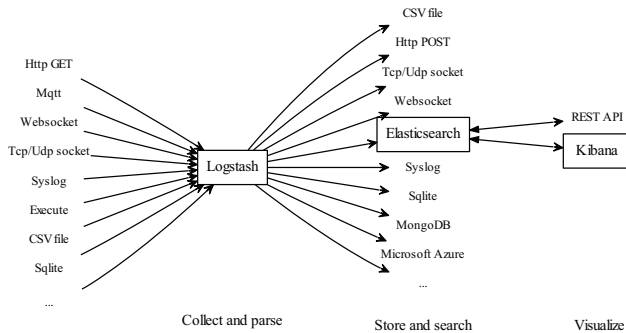 Http GET
Mqtt
Websocket
Tcp/Udp socket
Syslog
Execute
CSV file
Sqlite
...
Logstash
Collect and parse
CSV file
Http POST
Tcp/Udp socket
Websocket
Elasticsearch
Syslog
Sqlite
MongoDB
Microsoft Azure
...
Store and search
REST API
Kibana
Visualize